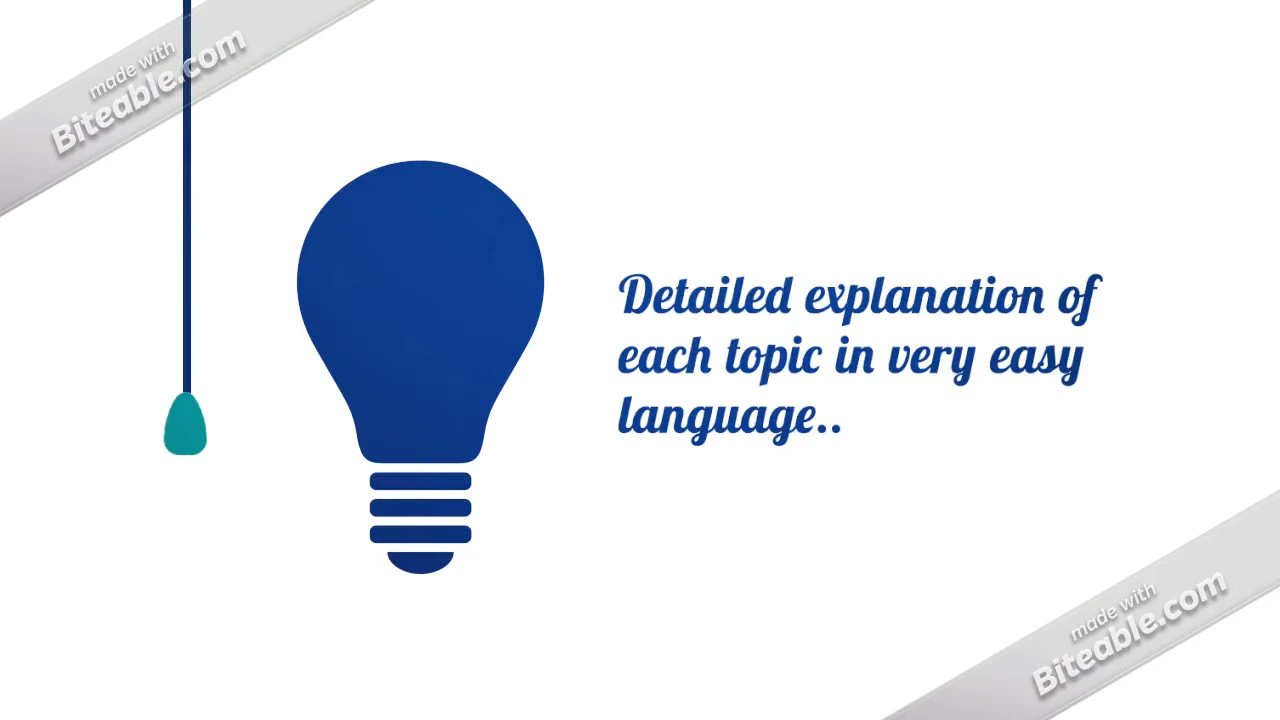 made with
Biteable.com
Detailed explanation of
each topic in very easy
language..
made with
Biteable.com